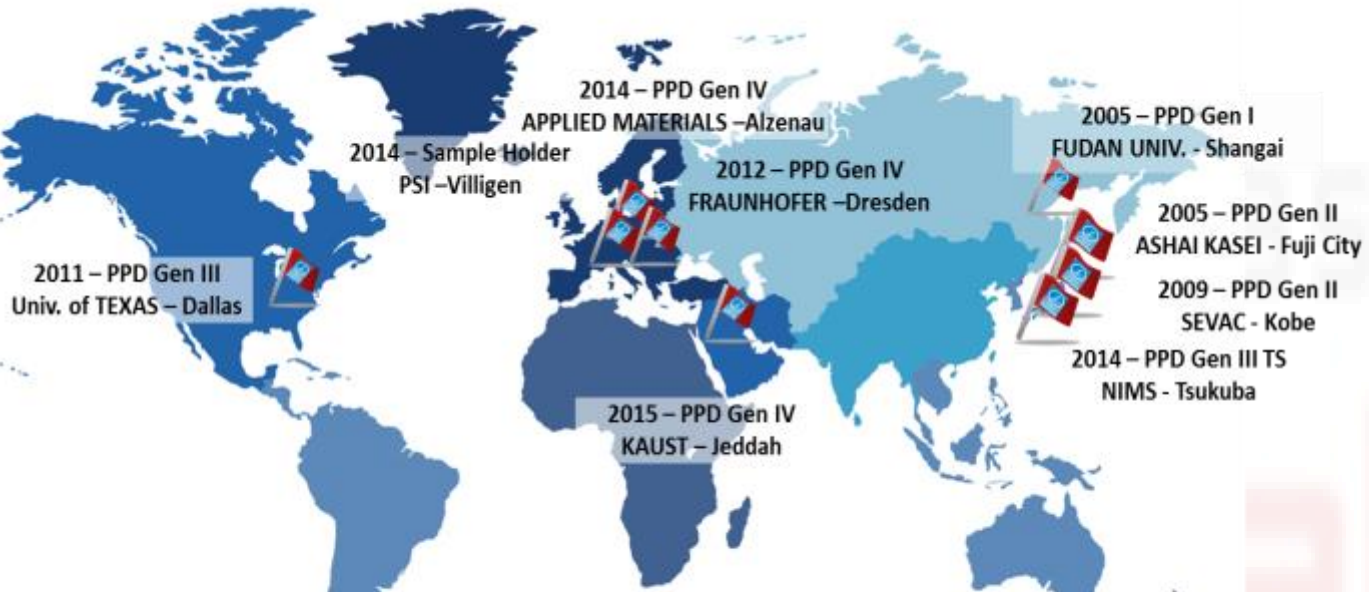 2014 – PPD Gen IV
APPLIED MATERIALS –Alzenau
2014 – Sample Holder
PSI –Villigen
2012 – PPD Gen IV
FRAUNHOFER –Dresden
2005 – PPD Gen I
FUDAN UNIV. - Shangai
2005 – PPD Gen II
ASHAI KASEI - Fuji City
2011 – PPD Gen III
Univ. of TEXAS – Dallas
2009 – PPD Gen II
SEVAC - Kobe
2014 – PPD Gen III TS
NIMS - Tsukuba
2015 – PPD Gen IV
KAUST – Jeddah